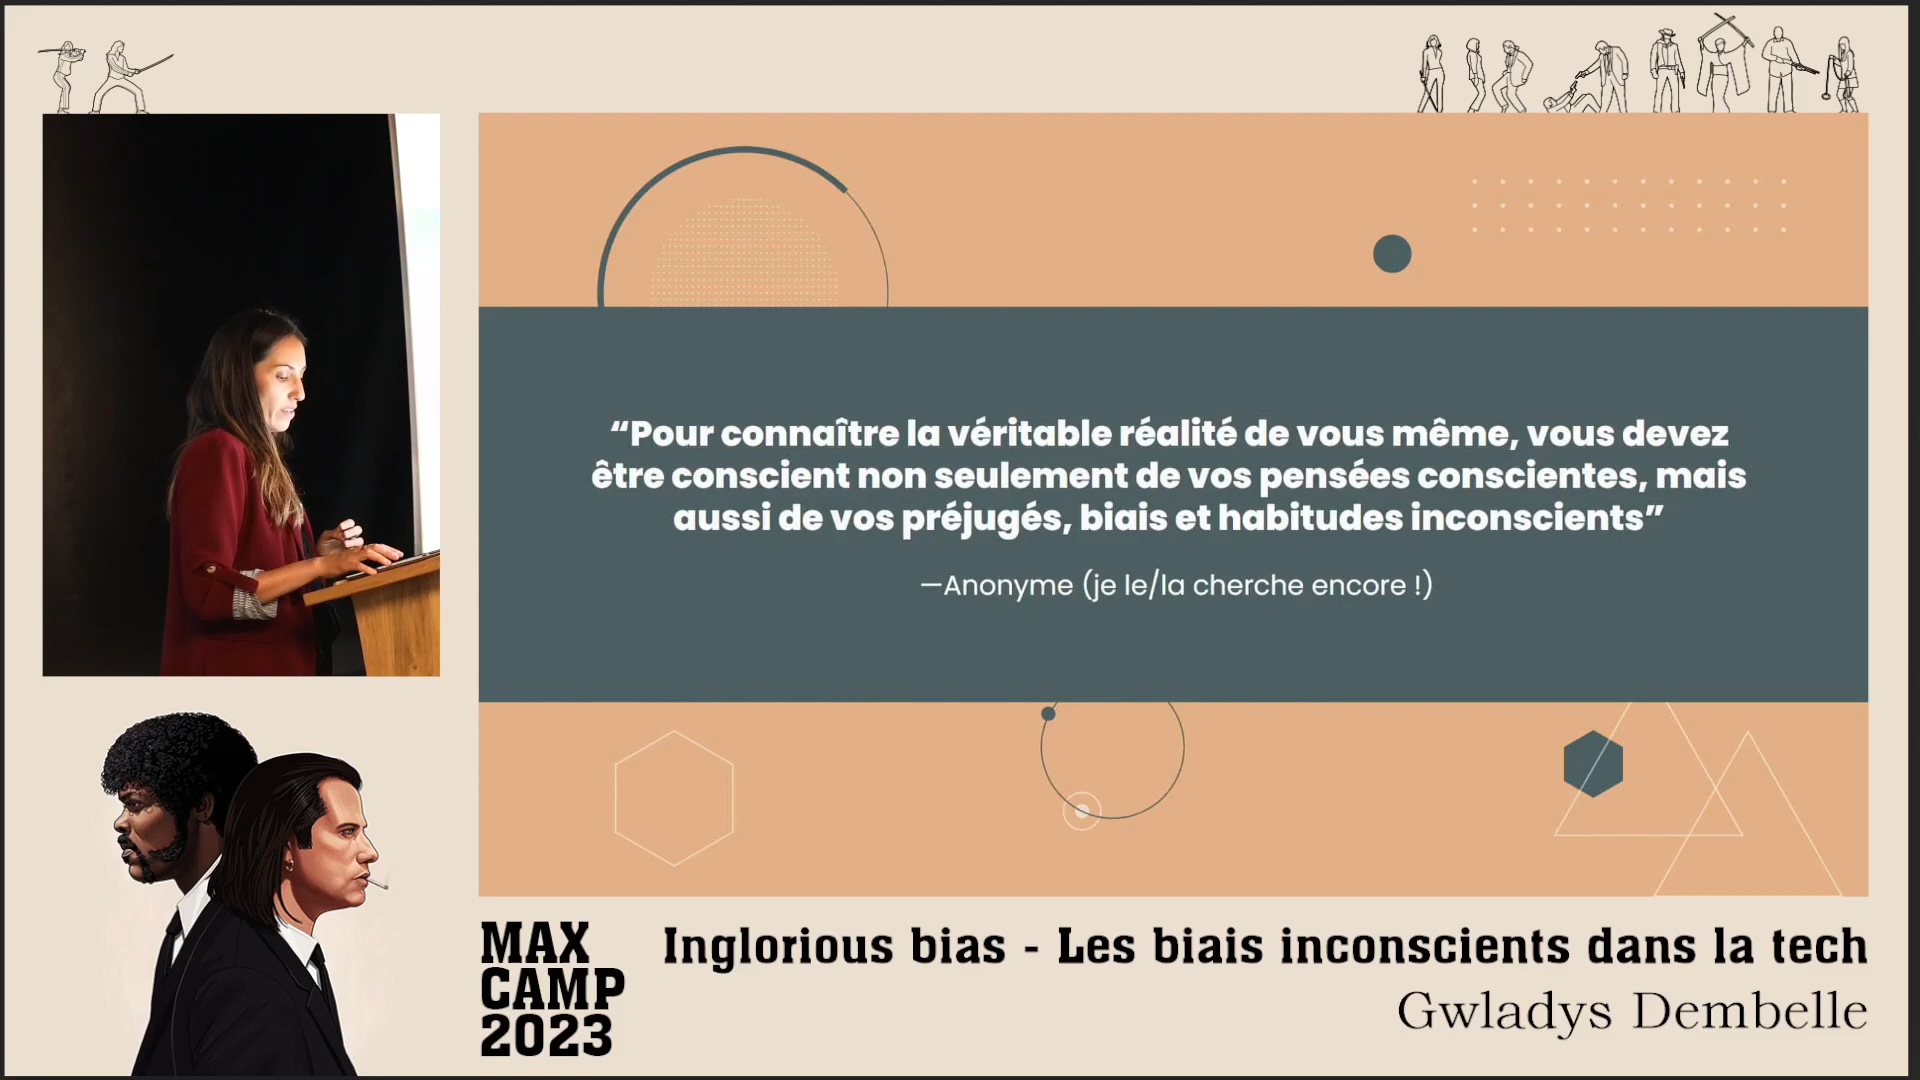 “Pour connaître la véritable réalité de vous même, vous devez
être conscient non seulement de vos pensées conscientes, mais
aussi de vos préjugés, biais et habitudes inconscients”
—Anonyme (je le/la cherche encore !)
MAX
CAMP
2023
Inglorious bias - Les biais inconscients dans la tech
Gwladys Dembelle